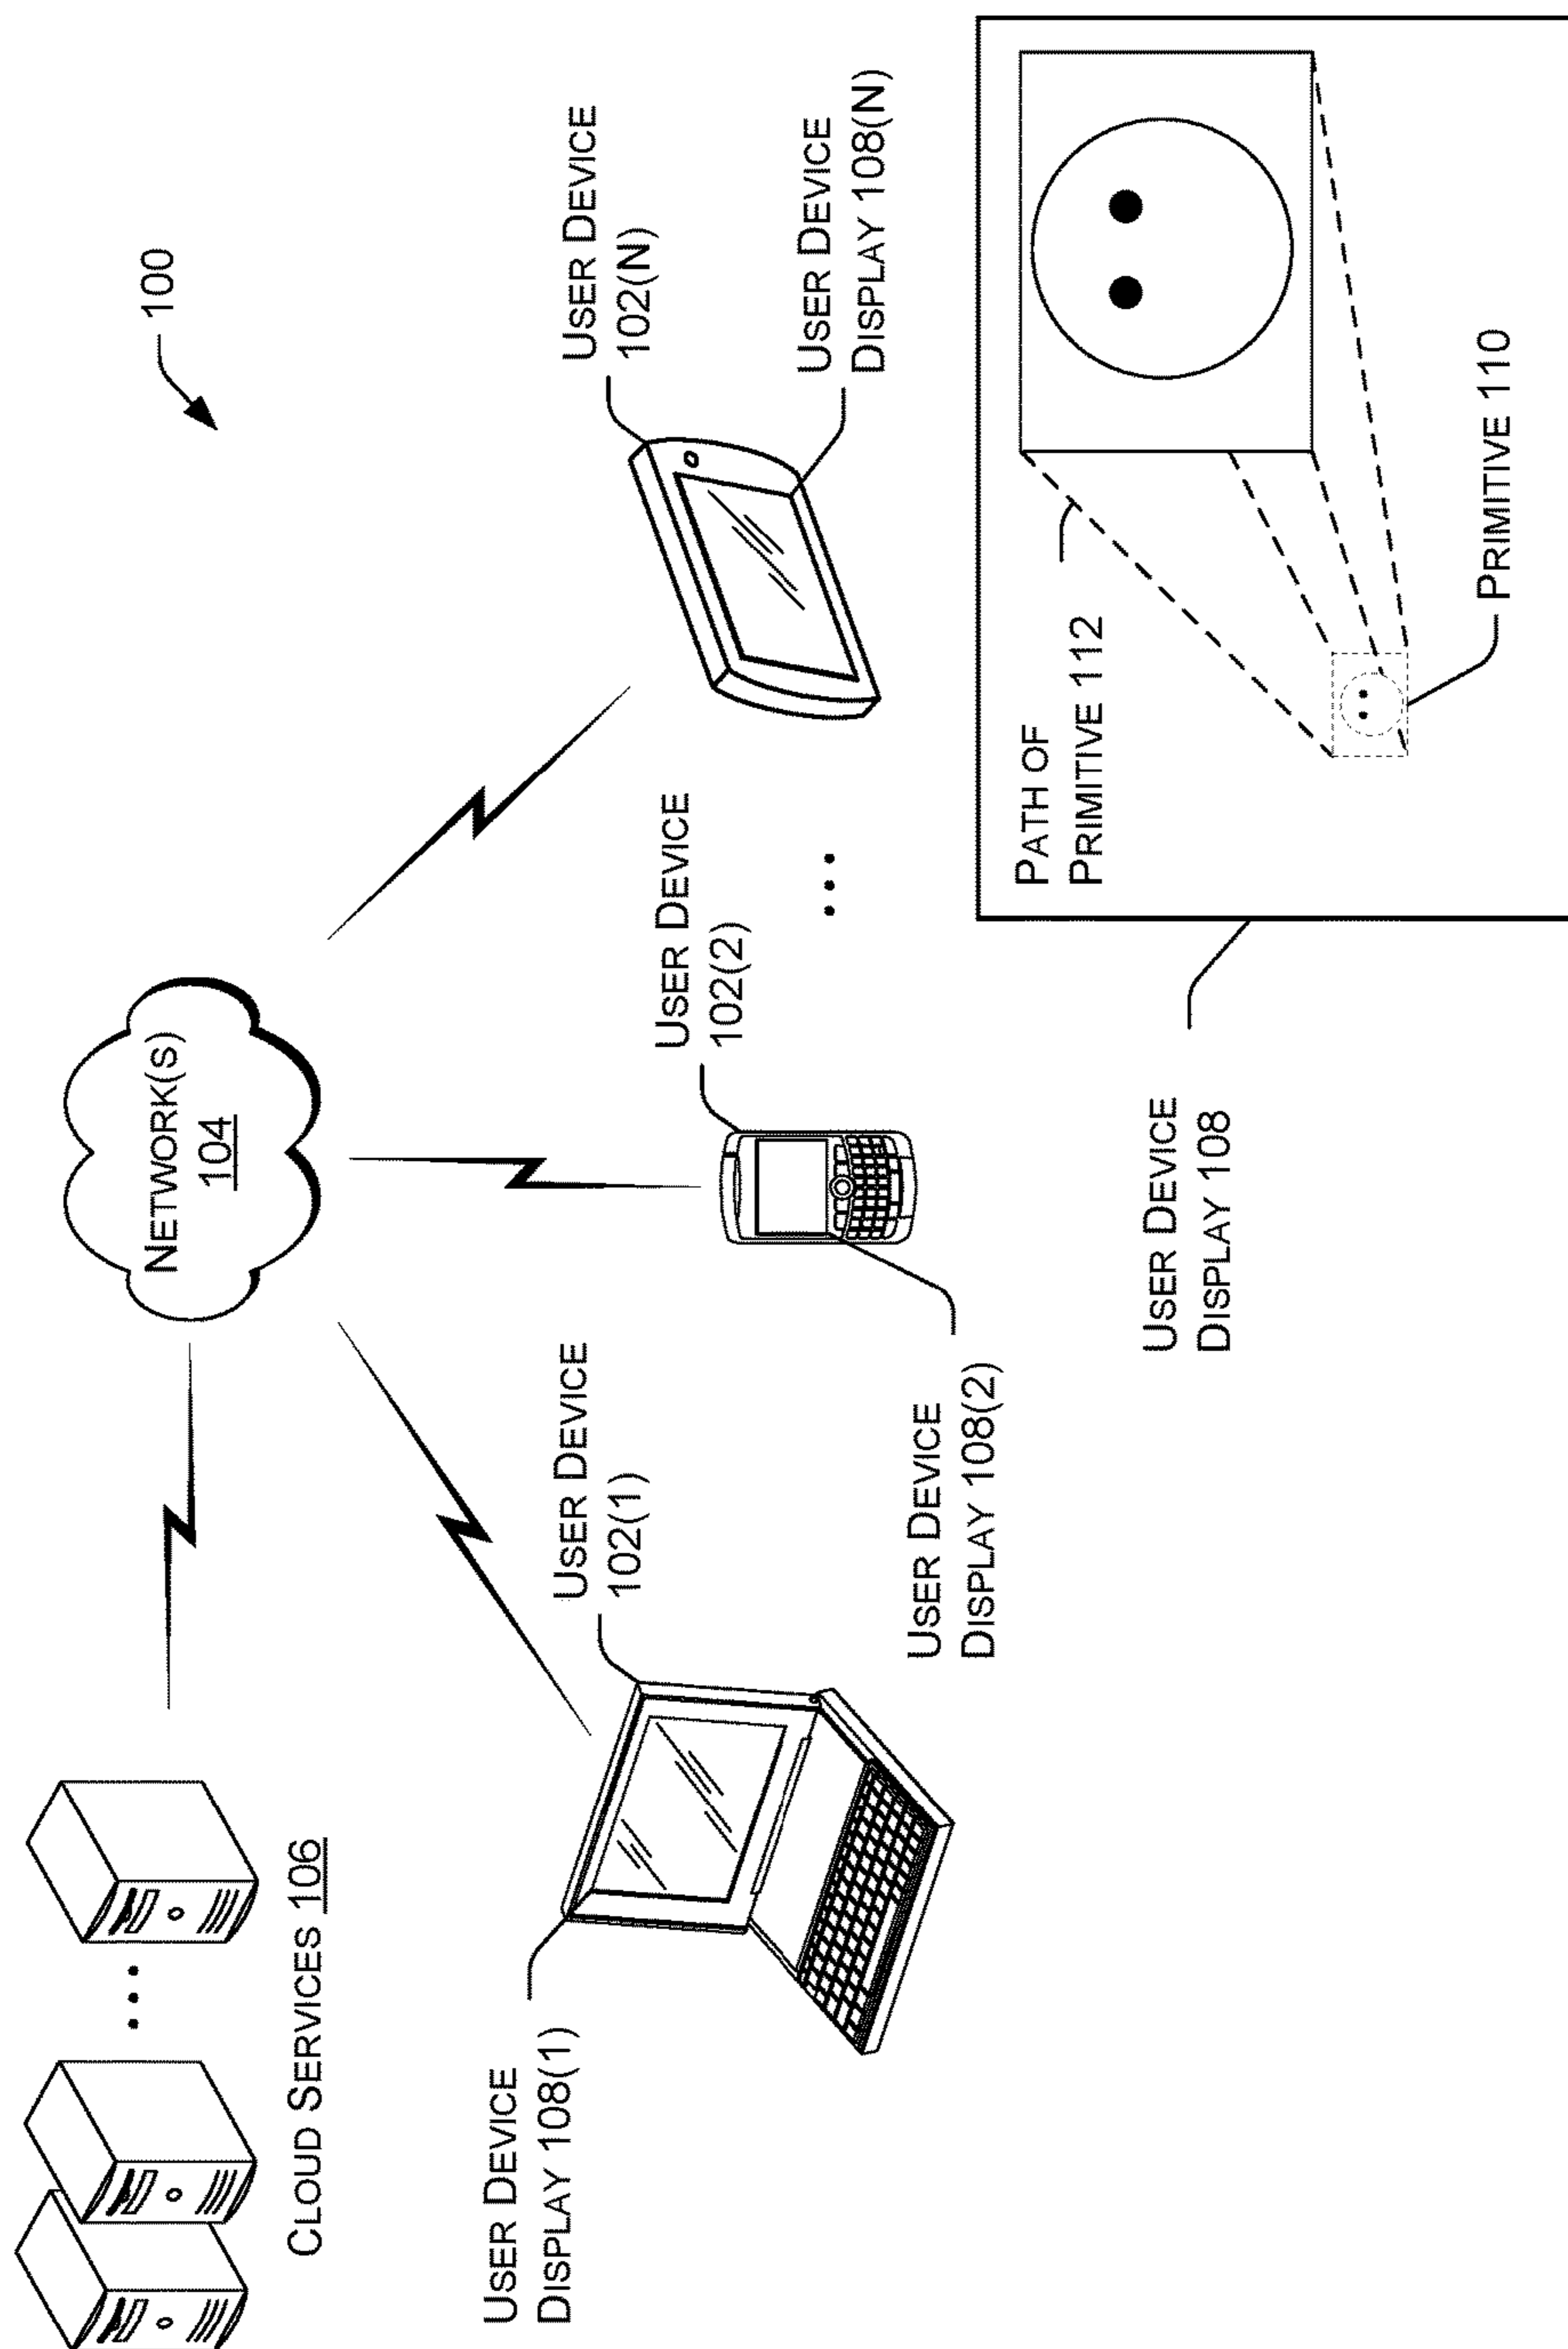 100
CLOUD SERVICES 106
NETWORK(S)
104
USER DEVICE
DISPLAY 108(1)
USER DEVICE
102(1)
USER DEVICE
102(2)
USER DEVICE
102(N)
USER DEVICE
DISPLAY 108(N)
USER DEVICE
DISPLAY 108(2)
USER DEVICE
DISPLAY 108
PATH OF
PRIMITIVE 112
PRIMITIVE 110